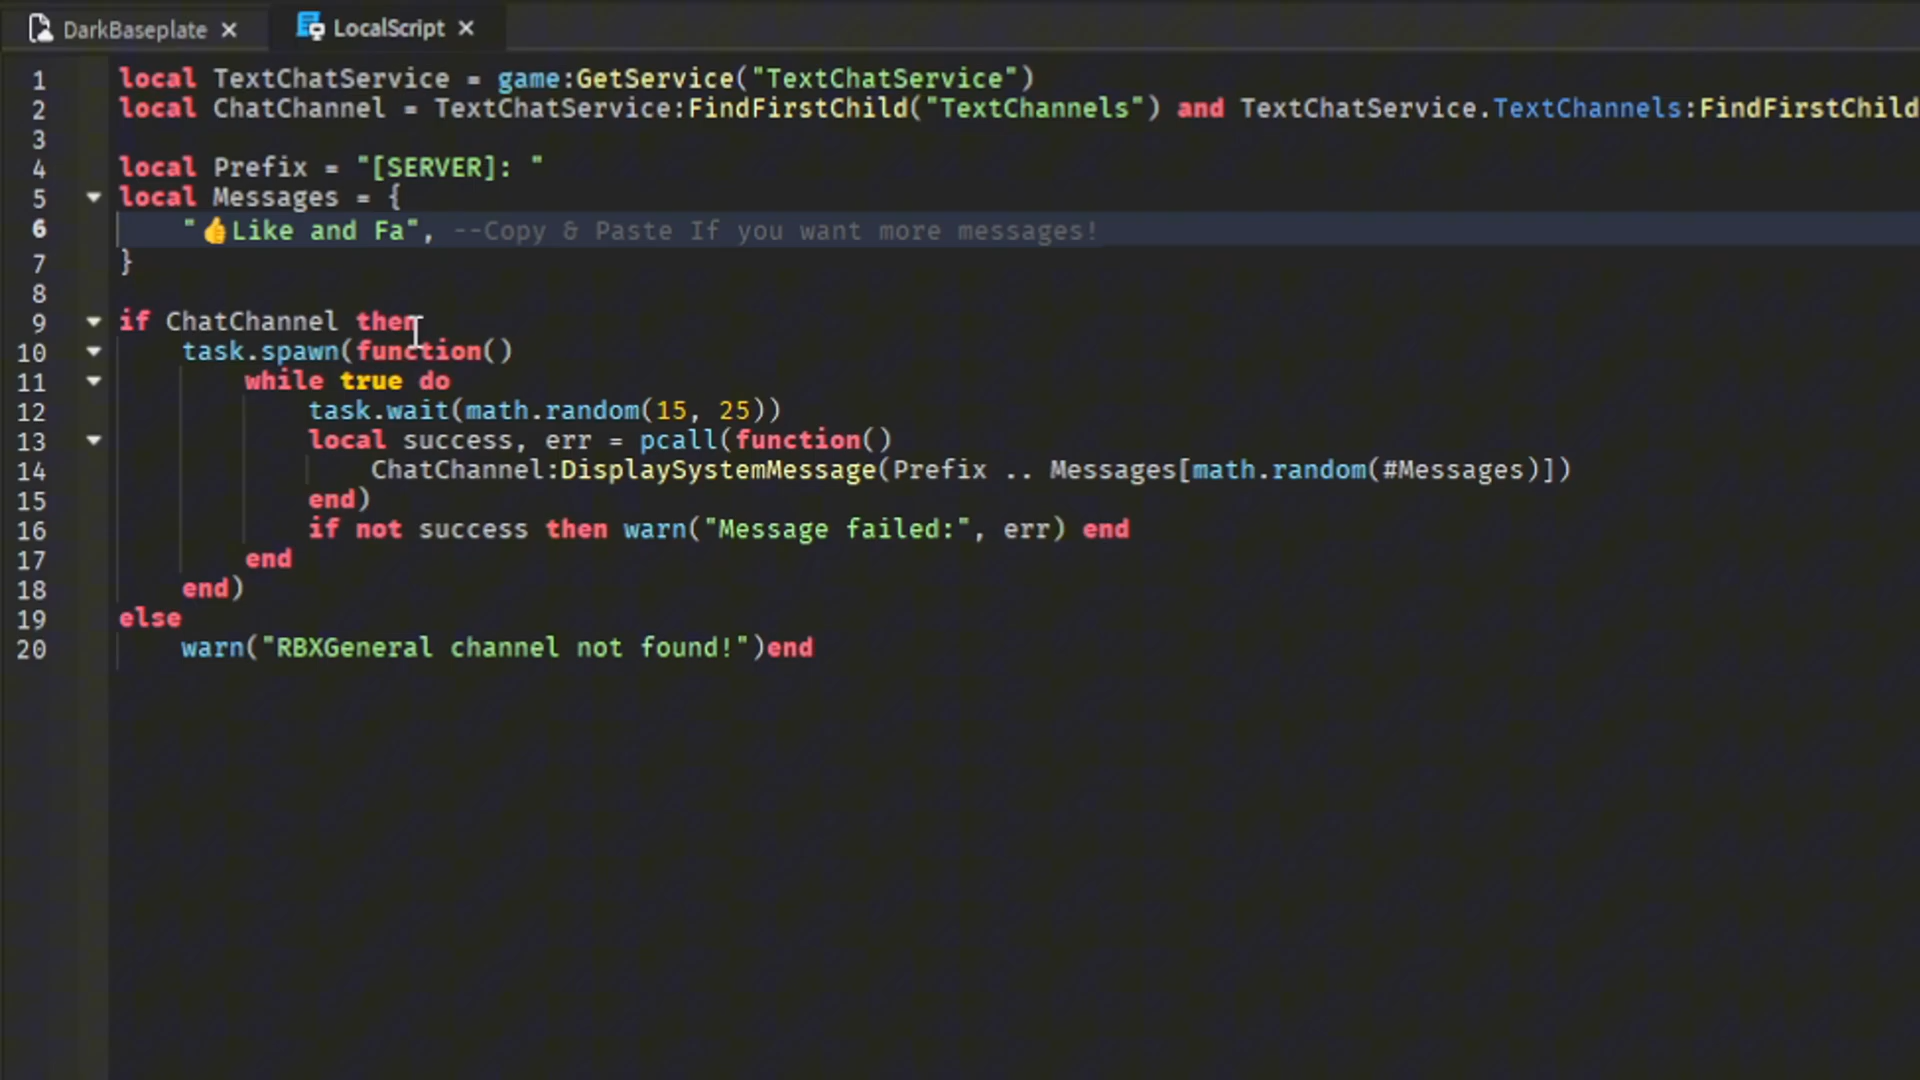 DarkBaseplate
LocalScript
1 local TextChatService = game:GetService("TextChatService")
2 local ChatChannel = TextChatService:FindFirstChild("TextChannels") and TextChatService.TextChannels:FindFirstChild
3
4 local Prefix = "[SERVER]: "
5 local Messages = {
6 "👍Like and Fa", --Copy & Paste If you want more messages!
7 }
8
9 if ChatChannel then
10 task.spawn(function()
11 while true do
12 task.wait(math.random(15, 25))
13 local success, err = pcall(function()
14 ChatChannel:DisplaySystemMessage(Prefix .. Messages[math.random(#Messages)])
15 end)
16 if not success then warn("Message failed:", err) end
17 end
18 end)
19 else
20 warn("RBXGeneral channel not found!")end